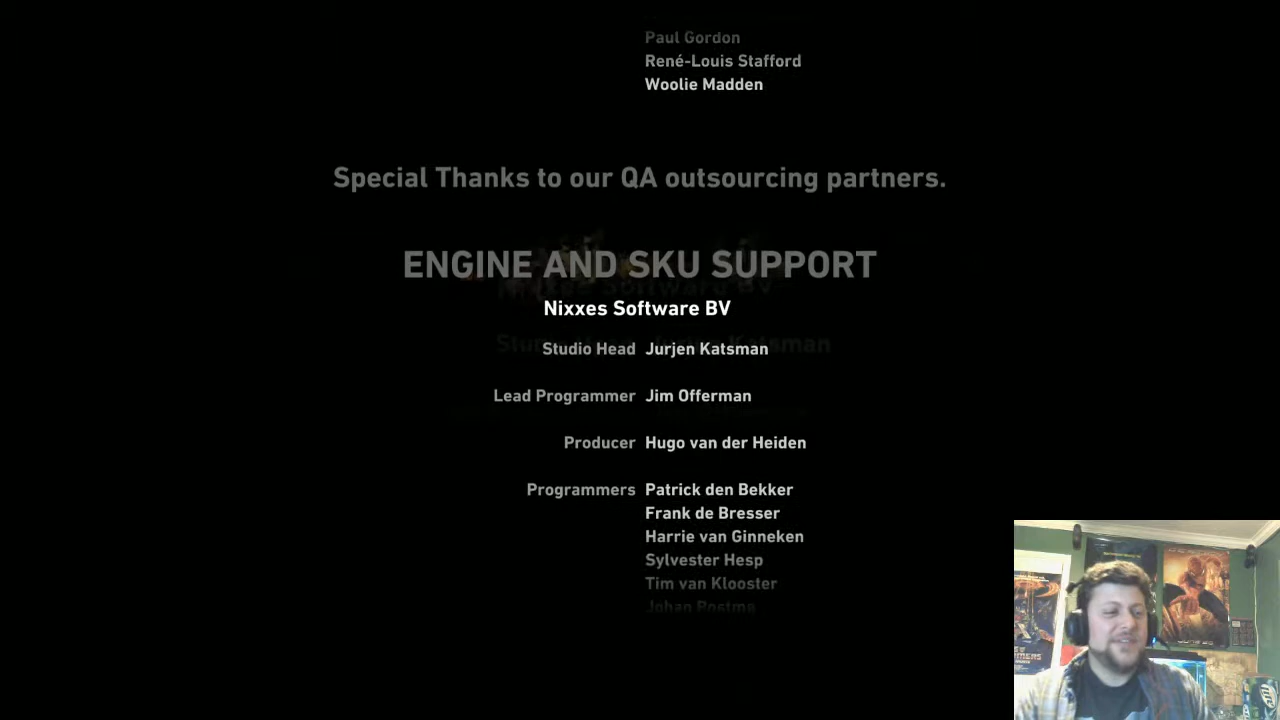 Paul Gordon
René-Louis Stafford
Woolie Madden
Special Thanks to our QA outsourcing partners.
ENGINE AND SKU SUPPORT
Nixxes Software BV
Studio Head Jurjen Katsman
Lead Programmer Jim Offerman
Producer Hugo van der Heiden
Programmers Patrick den Bekker
Frank de Bresser
Harrie van Ginneken
Sylvester Hesp
Tim van Klooster
Johan Postma